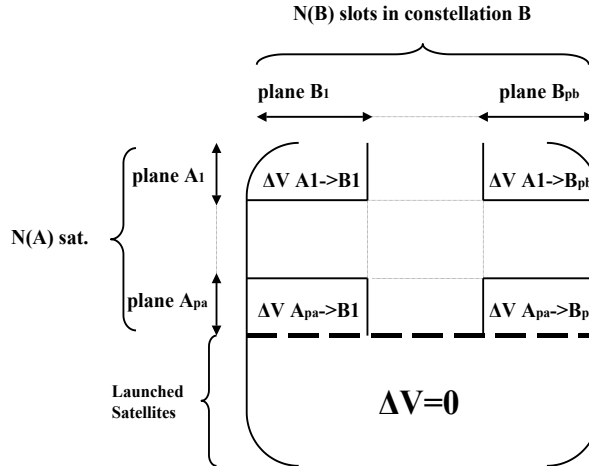 N(B) slots in constellation B
plane B1
plane Bpb
plane A1
ΔV A1->B1
ΔV A1->Bpb
N(A) sat.
plane Apa
ΔV Apa->B1
ΔV Apa->Bp
Launched
Satellites
ΔV=0